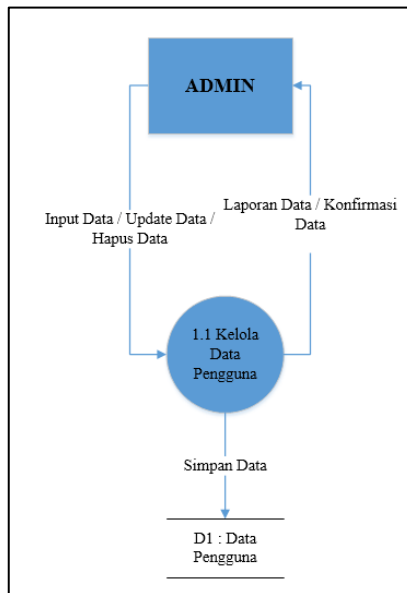 ADMIN
Input Data / Update Data /
Hapus Data
Laporan Data / Konfirmasi
Data
1.1 Kelola
Data
Pengguna
Simpan Data
D1 : Data
Pengguna